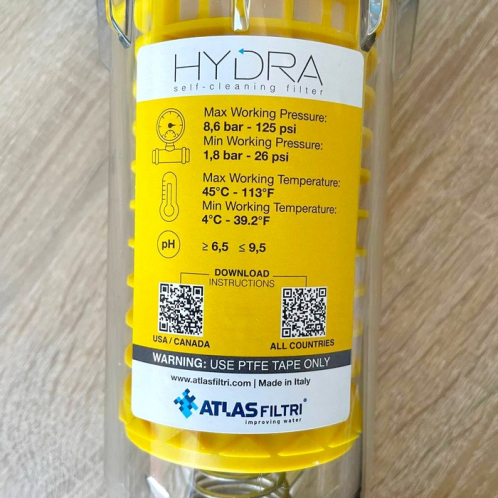 HYDRA
self-cleaning filter
Max Working Pressure:
8,6 bar - 125 psi
Min Working Pressure:
1,8 bar - 26 psi
Max Working Temperature:
45°C - 113°F
Min Working Temperature:
4°C - 39.2°F
pH ≥ 6,5 ≤ 9,5
DOWNLOAD
INSTRUCTIONS
USA / CANADA
ALL COUNTRIES
WARNING: USE PTFE TAPE ONLY
www.atlasfiltri.com | Made in Italy
ATLAS FILTRI®
improving water